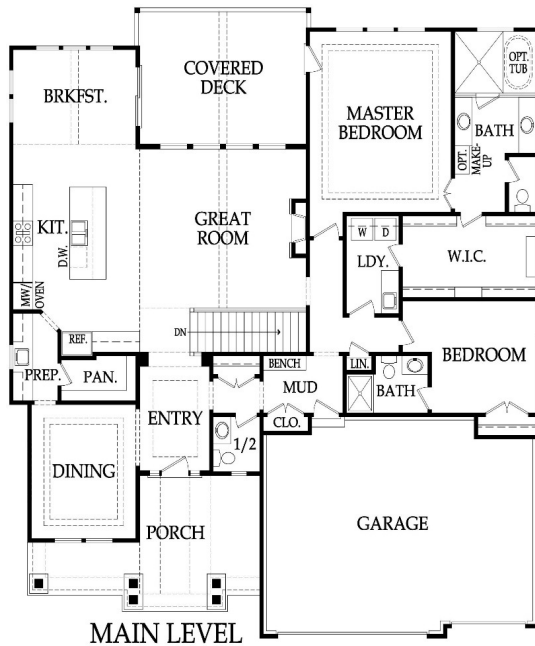 COVERED
DECK
OPT.
TUB
BRKFST.
MASTER
BEDROOM
BATH
OPT.
MAKE-
UP
KIT.
D.W.
GREAT
ROOM
W D
LDY.
W.I.C.
MW/
OVEN
REF.
DN
PREP.
PAN.
BENCH
LIN.
BEDROOM
MUD
BATH
ENTRY
CLO.
1/2
DINING
GARAGE
PORCH
MAIN LEVEL